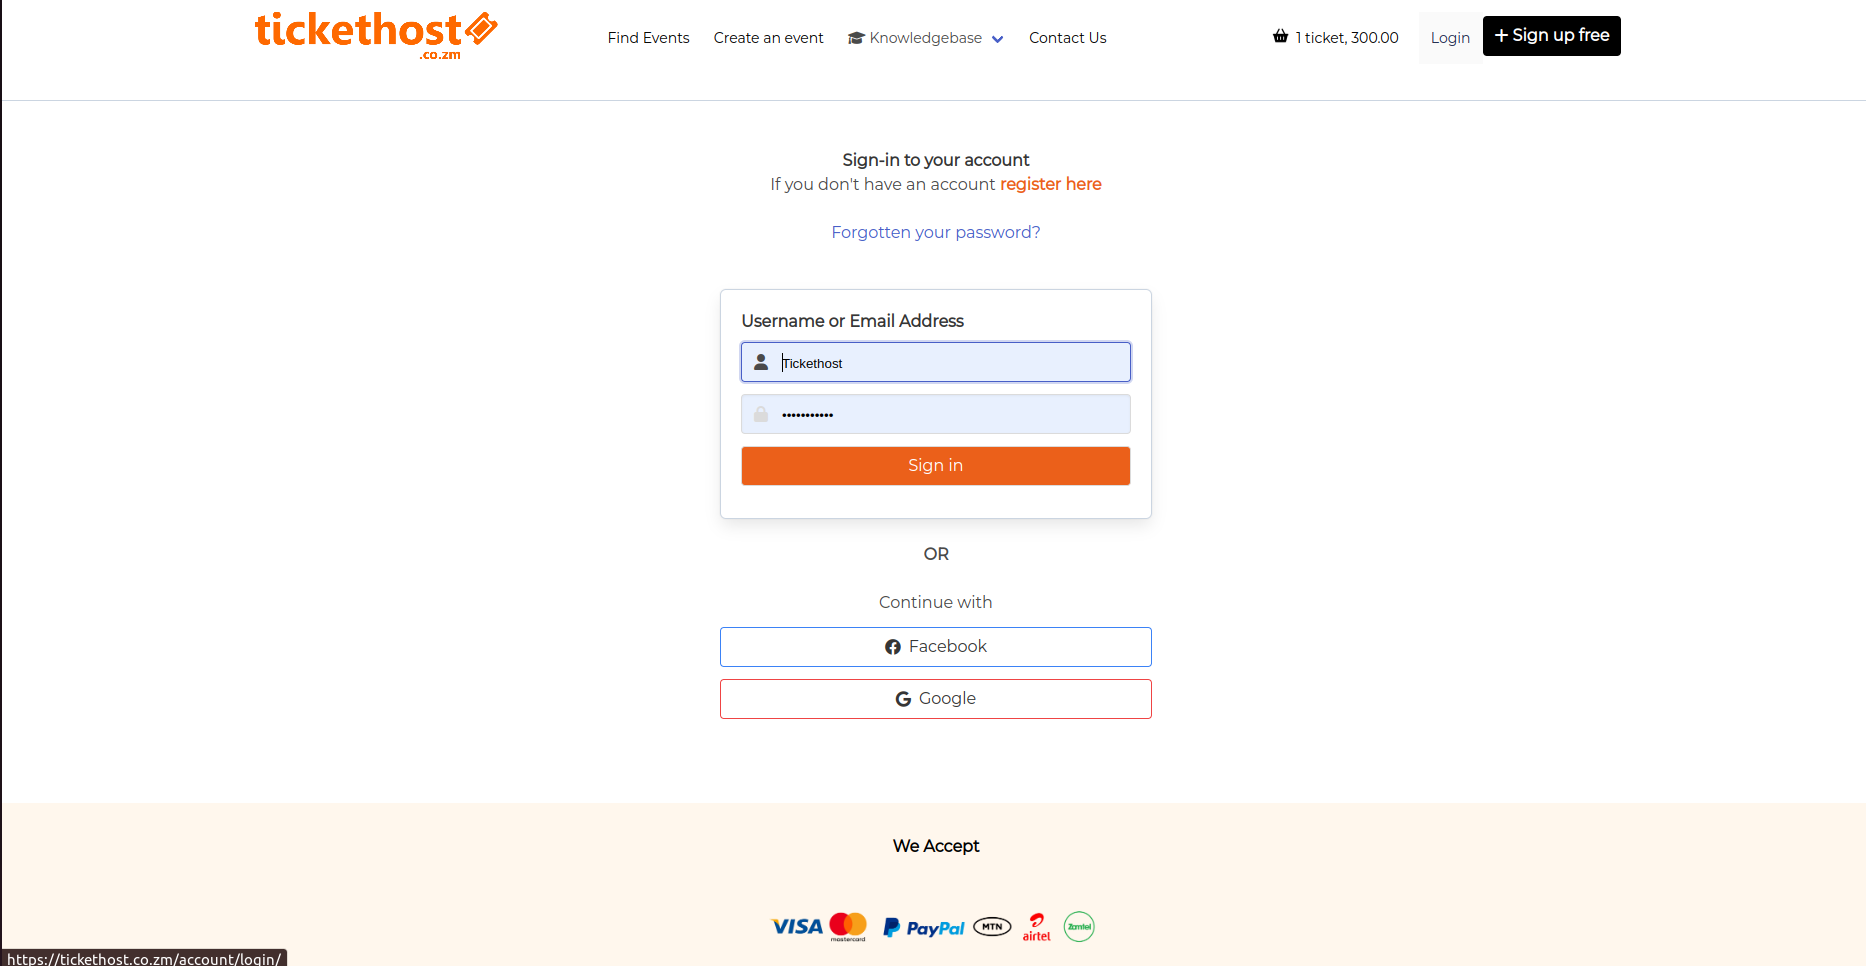 tickethost
.co.zm
Find Events
Create an event
Knowledgebase
Contact Us
1 ticket, 300.00
Login
+ Sign up free
Sign-in to your account
If you don't have an account register here
Forgotten your password?
Username or Email Address
Tickethost
•••••••••••
Sign in
OR
Continue with
Facebook
G Google
We Accept
VISA
mastercard
PayPal
MTN
airtel
Zamtel
https://tickethost.co.zm/account/login/